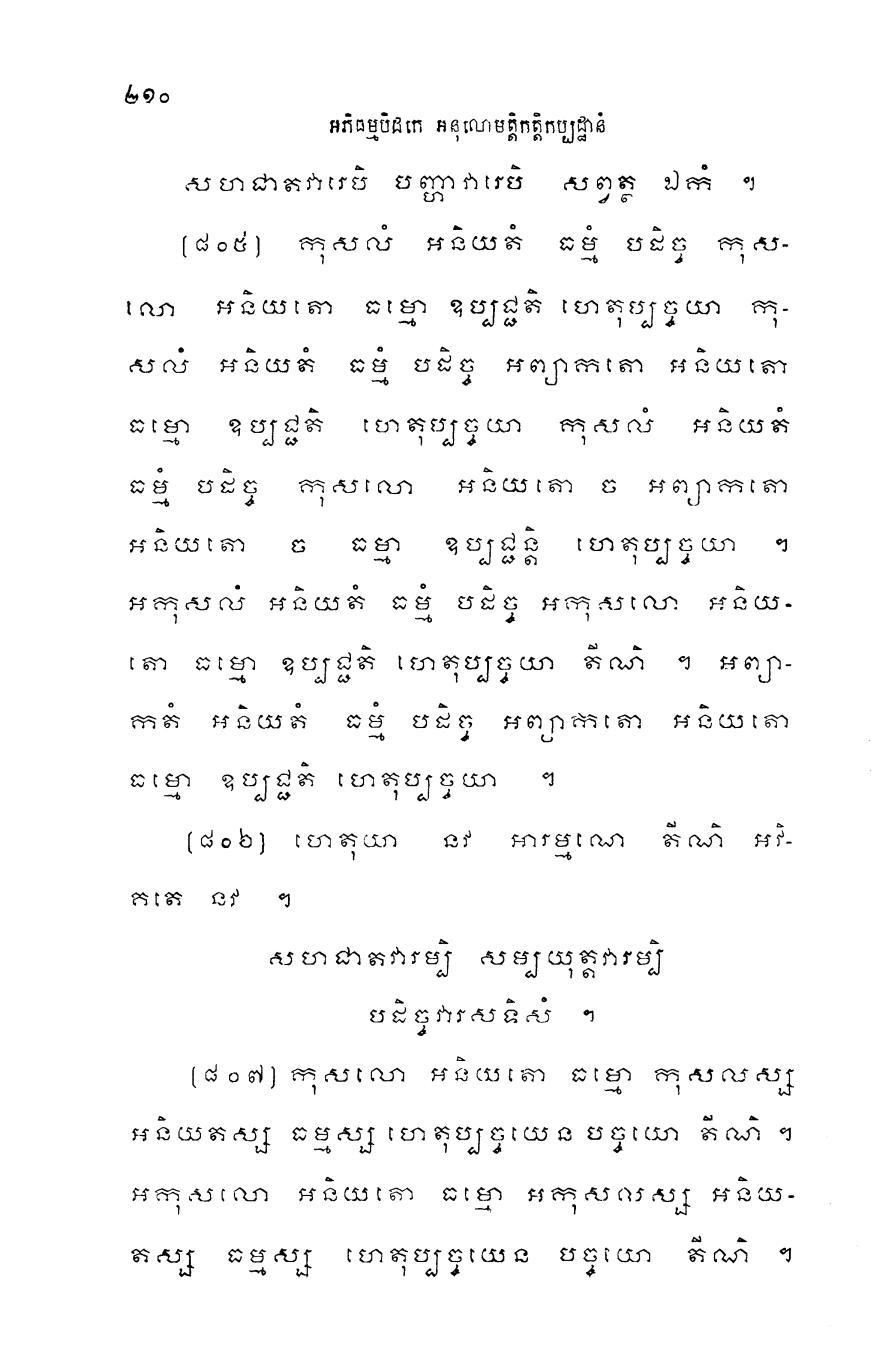 ២១០
អភិធម្មបិដកេ អនុលោមត្តិកត្តិកប្បដ្ឋានំ
សហជាតវារេបិ បញ្ហាវារេបិ សព្វត្ថ ឯកំ ។
(៨០៥) កុសលំ អនិយតំ ធម្មំ បដិច្ច កុស-
លោ អនិយតោ ធម្មោ ឧប្បជ្ជតិ ហេតុប្បច្ចយា កុ-
សលំ អនិយតំ ធម្មំ បដិច្ច អព្យាកតោ អនិយតោ
ធម្មោ ឧប្បជ្ជតិ ហេតុប្បច្ចយា កុសលំ អនិយតំ
ធម្មំ បដិច្ច កុសលោ អនិយតោ ច អព្យាកតោ
អនិយតោ ច ធម្មា ឧប្បជ្ជន្តិ ហេតុប្បច្ចយា ។
អកុសលំ អនិយតំ ធម្មំ បដិច្ច អកុសលោ អនិយ-
តោ ធម្មោ ឧប្បជ្ជតិ ហេតុប្បច្ចយា តីណិ ។ អព្យា-
កតំ អនិយតំ ធម្មំ បដិច្ច អព្យាកតោ អនិយតោ
ធម្មោ ឧប្បជ្ជតិ ហេតុប្បច្ចយា ។
(៨០៦) ហេតុយា នវ អារម្មណេ តីណិ អវិ-
គតេ នវ ។
សហជាតវារម្បិ សម្បយុត្តវារម្បិ
បដិច្ចវារសទិសំ ។
(៨០៧) កុសលោ អនិយតោ ធម្មោ កុសលស្ស
អនិយតស្ស ធម្មស្ស ហេតុប្បច្ចយេន បច្ចយោ តីណិ ។
អកុសលោ អនិយតោ ធម្មោ អកុសលស្ស អនិយ-
តស្ស ធម្មស្ស ហេតុប្បច្ចយេន បច្ចយោ តីណិ ។